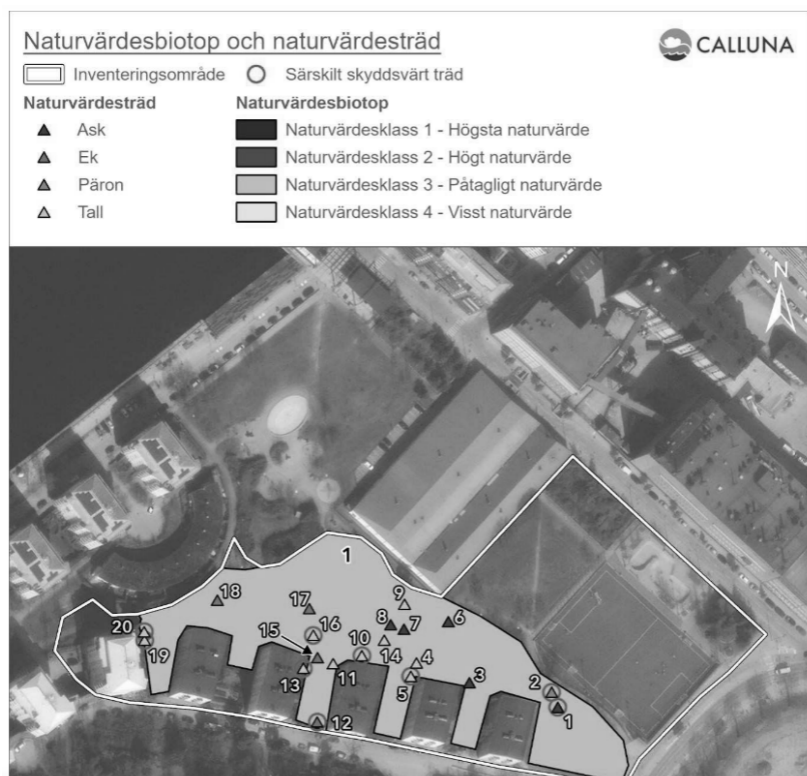 Naturvärdesbiotop och naturvärdesträd
CALLUNA
Inventeringsområde
Särskilt skyddsvärt träd
Naturvärdesträd
Naturvärdesbiotop
Ask
Naturvärdesklass 1 - Högsta naturvärde
Ek
Naturvärdesklass 2 - Högt naturvärde
Päron
Naturvärdesklass 3 - Påtagligt naturvärde
Tall
Naturvärdesklass 4 - Visst naturvärde
N
1
18
17
9
8
7
6
20
16
19
15
10
14
4
13
11
5
3
2
1
12